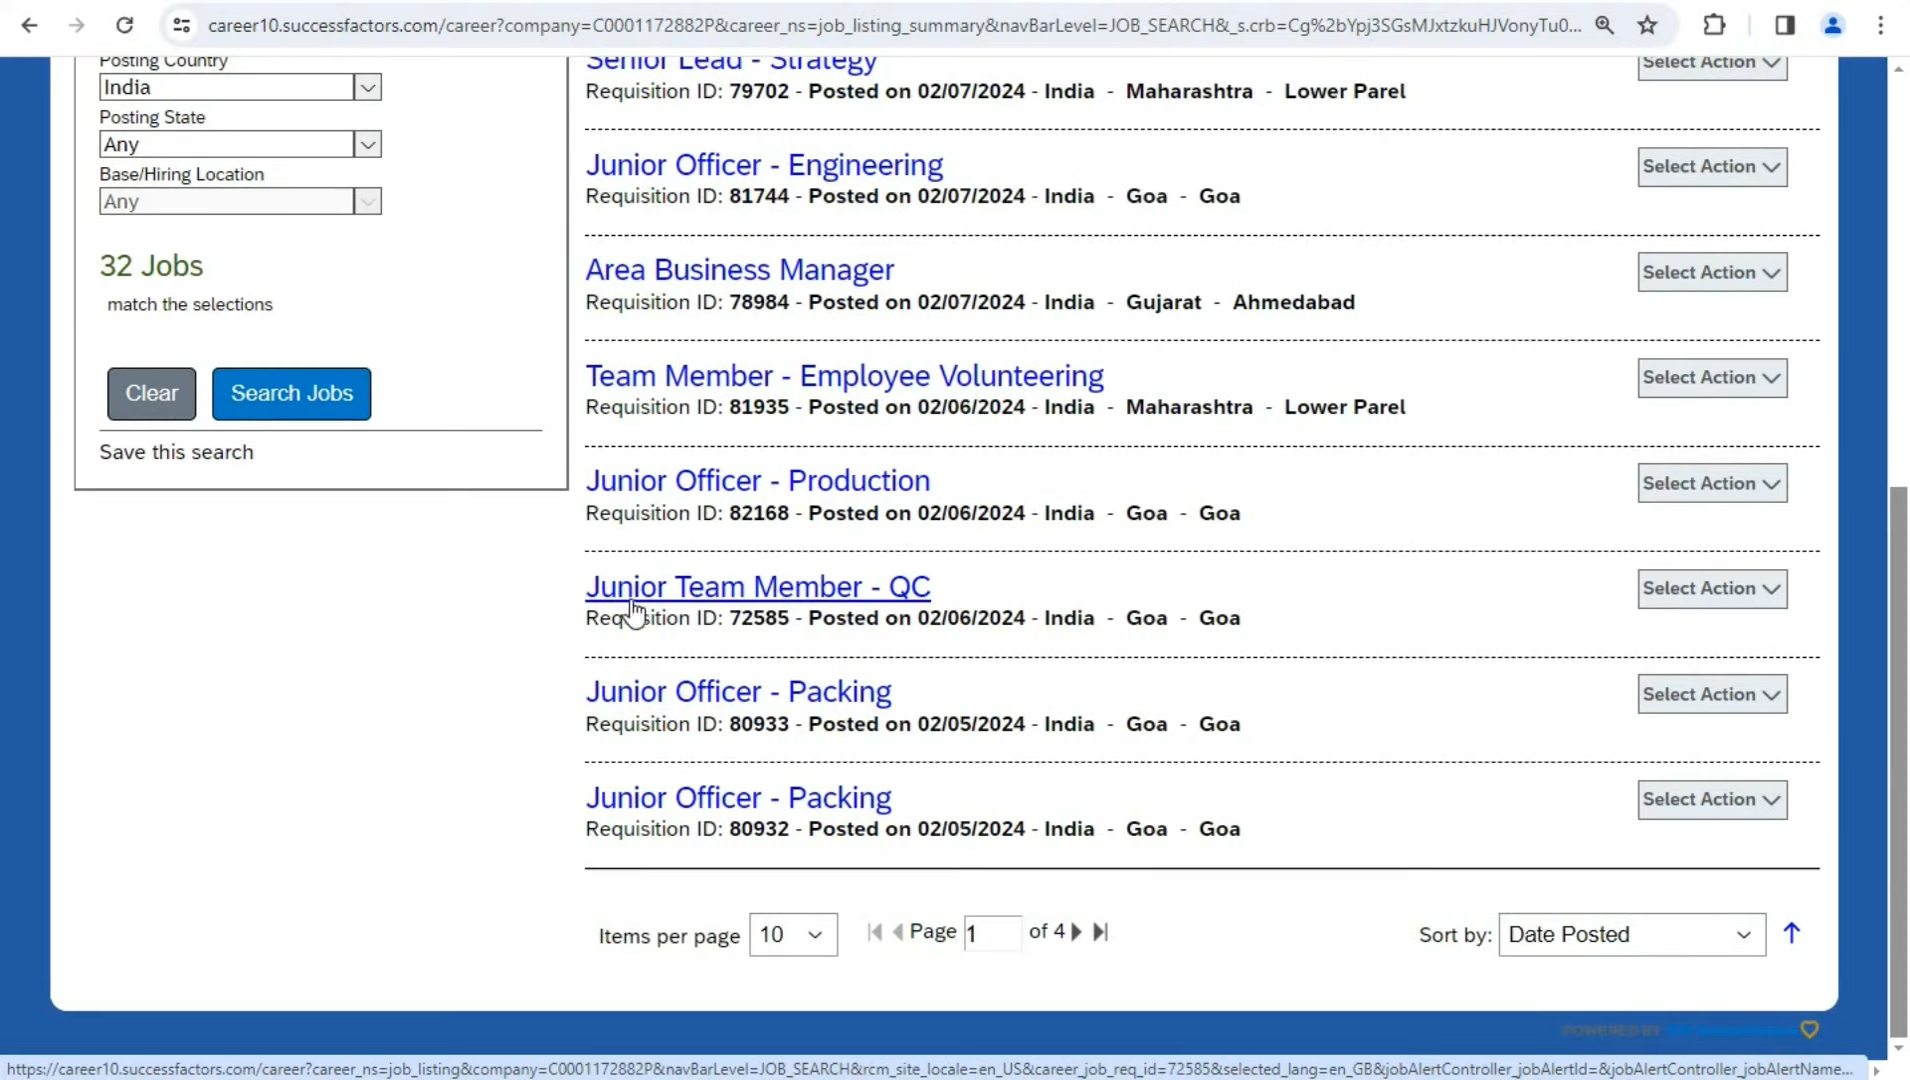 career10.successfactors.com/career?company=C0001172882P&career_ns=job_listing_summary&navBarLevel=JOB_SEARCH&_s.crb=Cg%2bYpj3SGsMJxtzkuHJVonyTu0...
Posting Country
India
Posting State
Any
Base/Hiring Location
Any
32 Jobs
match the selections
Clear
Search Jobs
Save this search
Senior Lead - Strategy
Select Action
Requisition ID: 79702 - Posted on 02/07/2024 - India - Maharashtra - Lower Parel
Junior Officer - Engineering
Select Action
Requisition ID: 81744 - Posted on 02/07/2024 - India - Goa - Goa
Area Business Manager
Select Action
Requisition ID: 78984 - Posted on 02/07/2024 - India - Gujarat - Ahmedabad
Team Member - Employee Volunteering
Select Action
Requisition ID: 81935 - Posted on 02/06/2024 - India - Maharashtra - Lower Parel
Junior Officer - Production
Select Action
Requisition ID: 82168 - Posted on 02/06/2024 - India - Goa - Goa
Junior Team Member - QC
Select Action
Requisition ID: 72585 - Posted on 02/06/2024 - India - Goa - Goa
Junior Officer - Packing
Select Action
Requisition ID: 80933 - Posted on 02/05/2024 - India - Goa - Goa
Junior Officer - Packing
Select Action
Requisition ID: 80932 - Posted on 02/05/2024 - India - Goa - Goa
Items per page 10 Page 1 of 4 Sort by: Date Posted
POWERED BY
https://career10.successfactors.com/career?career_ns=job_listing&company=C0001172882P&navBarLevel=JOB_SEARCH&rcm_site_locale=en_US&career_job_req_id=72585&selected_lang=en_GB&jobAlertController_jobAlertId=&jobAlertController_jobAlertName...